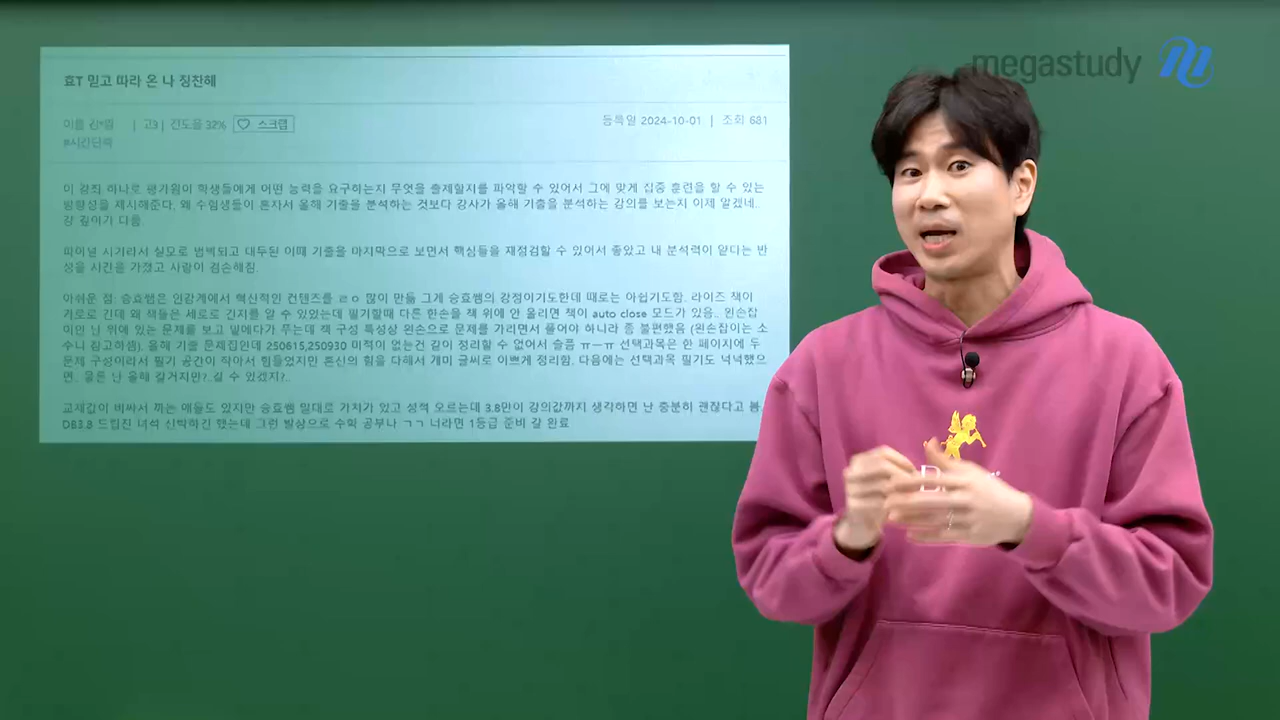 megastudy
효T 믿고 따라 온 나 칭찬해
이름 김*열 | 고3 | 진도율 32% 스크랩
등록일 2024-10-01 | 조회 681
#시간단축
이 강좌 하나로 평가원이 학생들에게 어떤 능력을 요구하는지 무엇을 출제할지를 파악할 수 있어서 그에 맞게 집중 훈련을 할 수 있는
방향성을 제시해준다. 왜 수험생들이 혼자서 올해 기출을 분석하는 것보다 강사가 올해 기출을 분석하는 강의를 보는지 이제 알겠네..
걍 깊이가 다름
파이널 시기라서 실모로 범벅되고 대두된 이때 기출을 마지막으로 보면서 핵심들을 재정검할 수 있어서 좋았고 내 분석력이 얕다는 반
성을 시간을 가졌고 사람이 겸손해짐.
아쉬운 점: 승효쌤은 인강계에서 혁신적인 컨텐츠를 ㄹㅇ 많이 만듦 그게 승효쌤의 강점이기도한데 때로는 아쉽기도함. 라이즈 책이
가로로 긴데 왜 책들은 세로로 긴지를 알 수 있었는데 필기할때 다른 한손을 책 위에 안 올리면 책이 auto close 모드가 있음.. 왼손잡
이인 난 위에 있는 문제를 보고 밑에다가 푸는데 책 구성 특성상 왼손으로 문제를 가리면서 풀어야 하니라 좀 불편했음 (왼손잡이는 소
수니 참고하셈). 올해 기출 문제집인데 250615,250930 미적이 없는건 같이 정리할 수 없어서 슬픔 ㅠㅡㅠ 선택과목은 한 페이지에 두
문제 구성이라서 필기 공간이 작아서 힘들었지만 혼신의 힘을 다해서 개미 글씨로 이쁘게 정리함. 다음에는 선택과목 필기도 넉넉했으
면.. 물론 난 올해 갈거지만?..갈 수 있겠지?..
교재값이 비싸서 까는 애들도 있지만 승효쌤 말대로 가치가 있고 성적 오르는데 3.8만이 강의값까지 생각하면 난 충분히 괜찮다고 봄.
DB3.8 드립친 녀석 신박하긴 했는데 그런 발상으로 수학 공부나 ㄱㄱ 너라면 1등급 준비 갈 완료